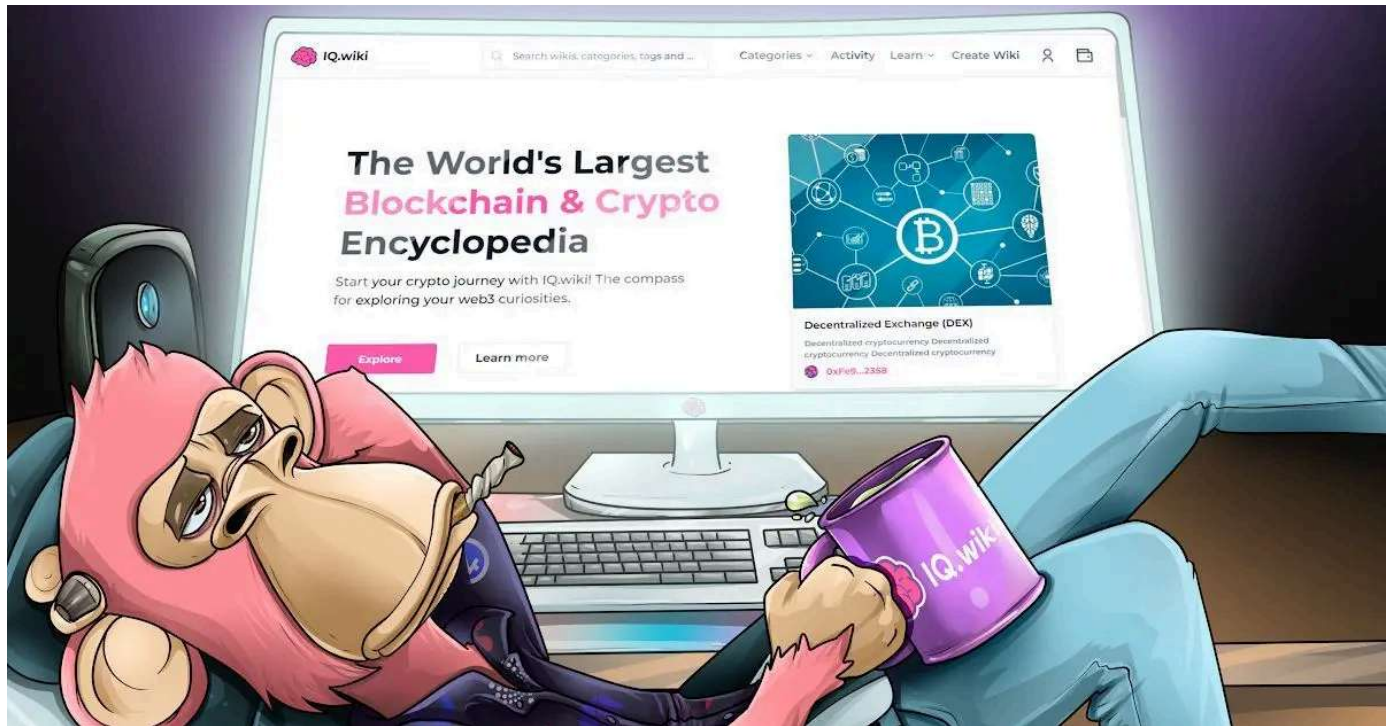 IQ.wiki
Search wikis, categories, tags and ...
Categories Activity Learn Create Wiki
The World's Largest
Blockchain & Crypto
Encyclopedia
Start your crypto journey with IQ.wiki! The compass
for exploring your web3 curiosities.
Explore
Learn more
Decentralized Exchange (DEX)
Decentralized cryptocurrency Decentralized
cryptocurrency Decentralized cryptocurrency
0xFe9...2358
IQ.wiki